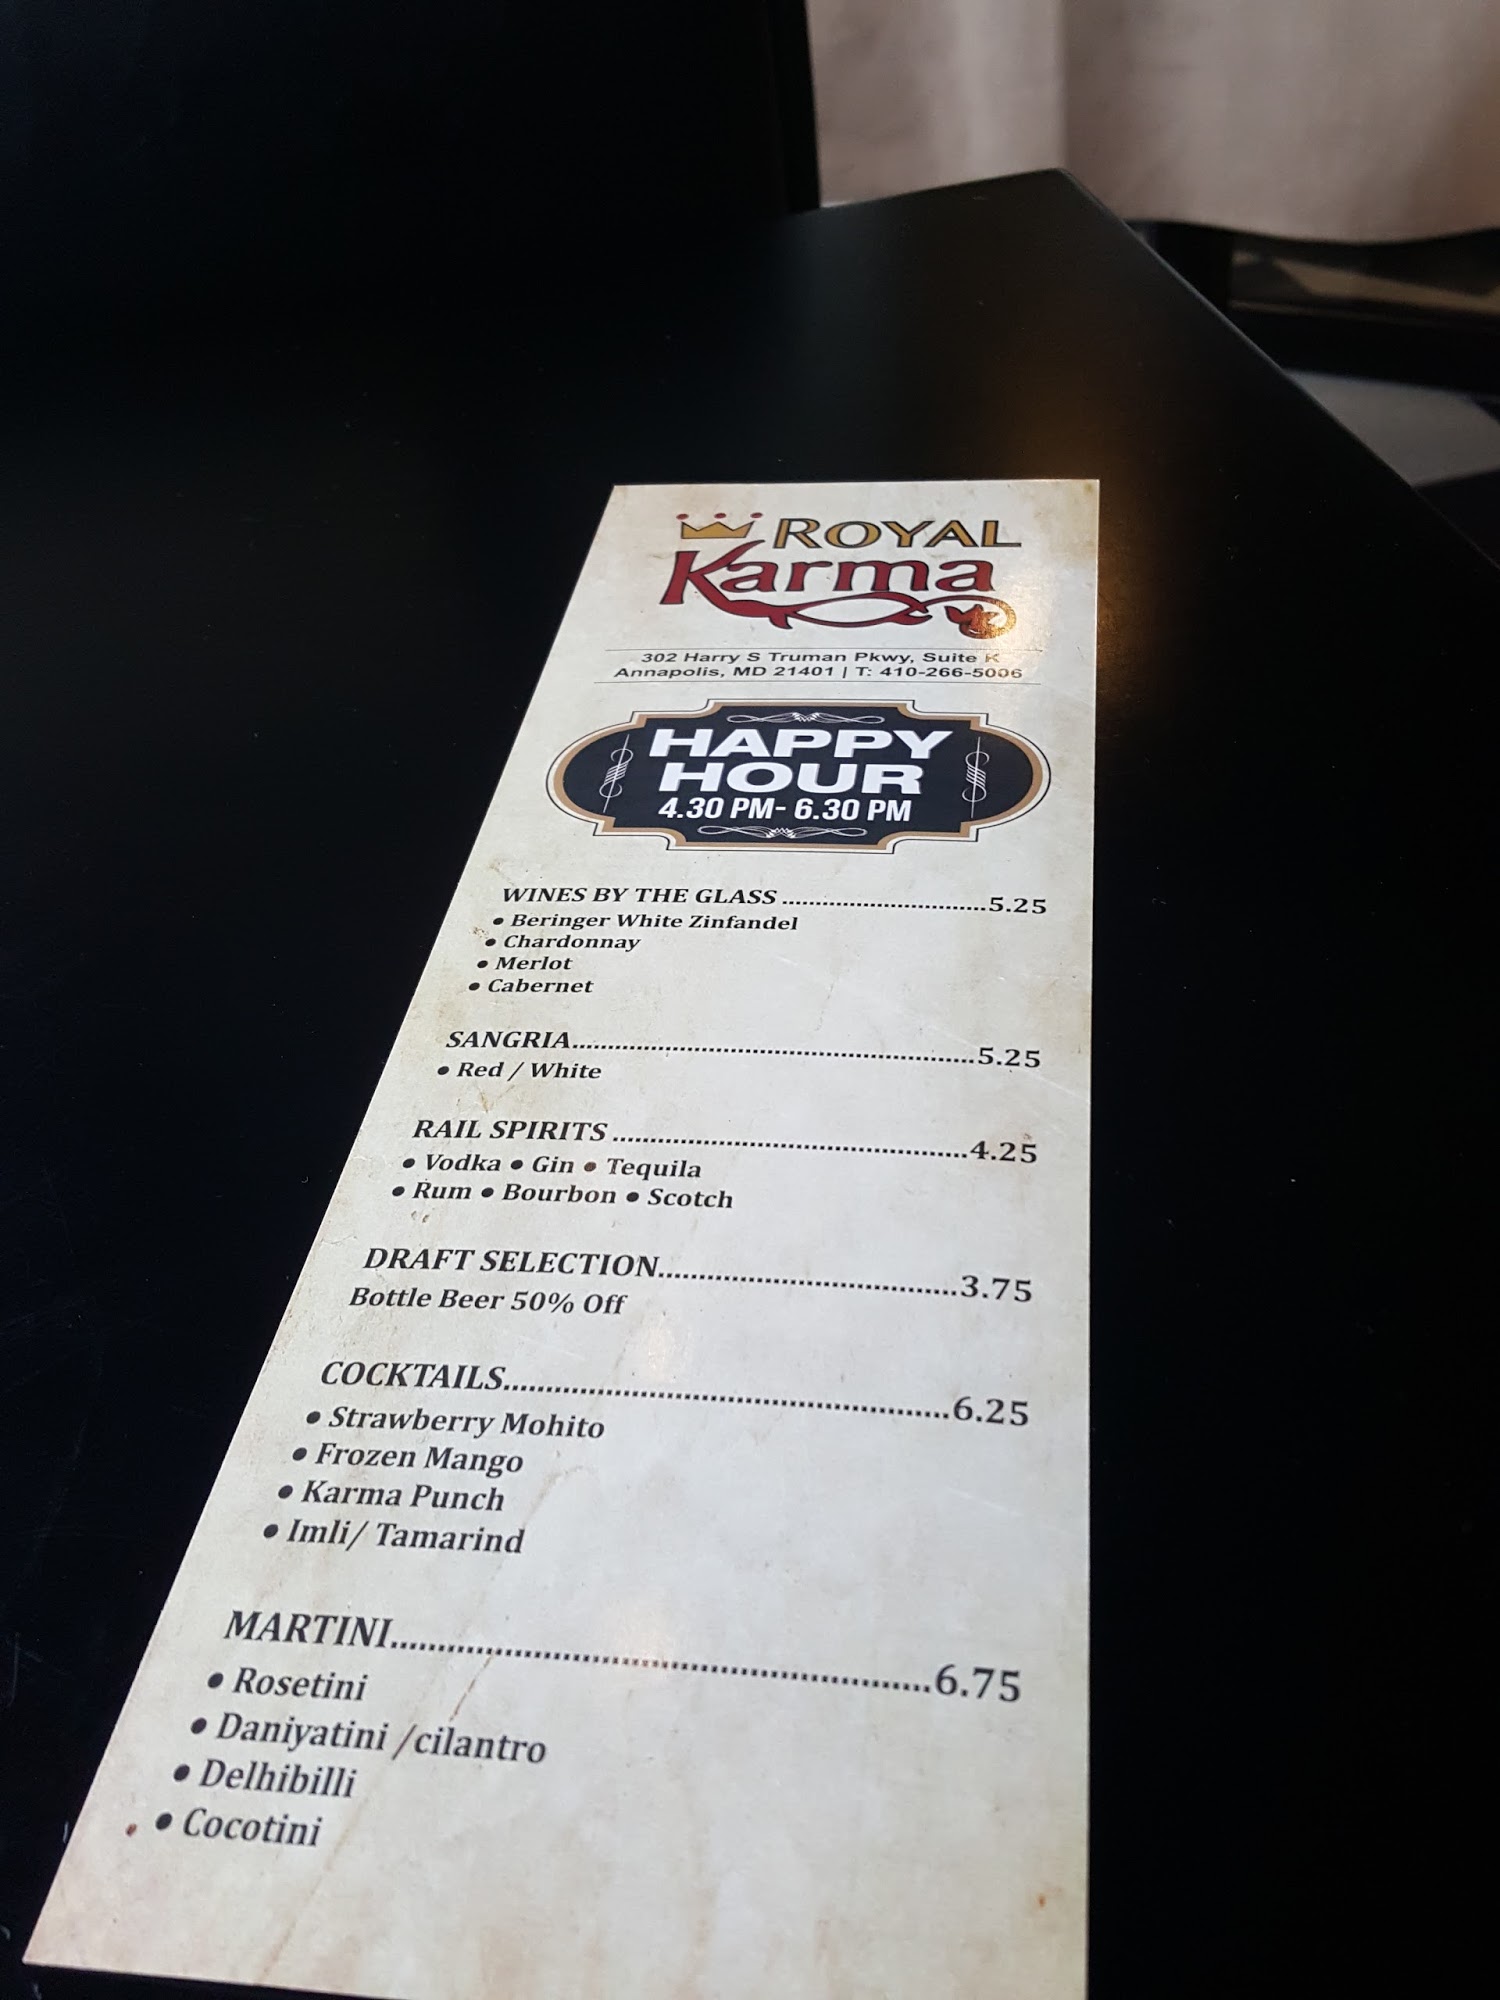 ROYAL
Karma
302 Harry S Truman Pkwy, Suite K
Annapolis, MD 21401 | T: 410-266-5006
HAPPY
HOUR
4.30 PM- 6.30 PM
WINES BY THE GLASS ................................5.25
• Beringer White Zinfandel
• Chardonnay
• Merlot
• Cabernet
SANGRIA............................................................5.25
• Red / White
RAIL SPIRITS ....................................................4.25
• Vodka • Gin • Tequila
• Rum • Bourbon • Scotch
DRAFT SELECTION........................................3.75
Bottle Beer 50% Off
COCKTAILS........................................................6.25
• Strawberry Mohito
• Frozen Mango
• Karma Punch
• Imli/ Tamarind
MARTINI............................................................6.75
• Rosetini
• Daniyatini /cilantro
• Delhibilli
• Cocotini